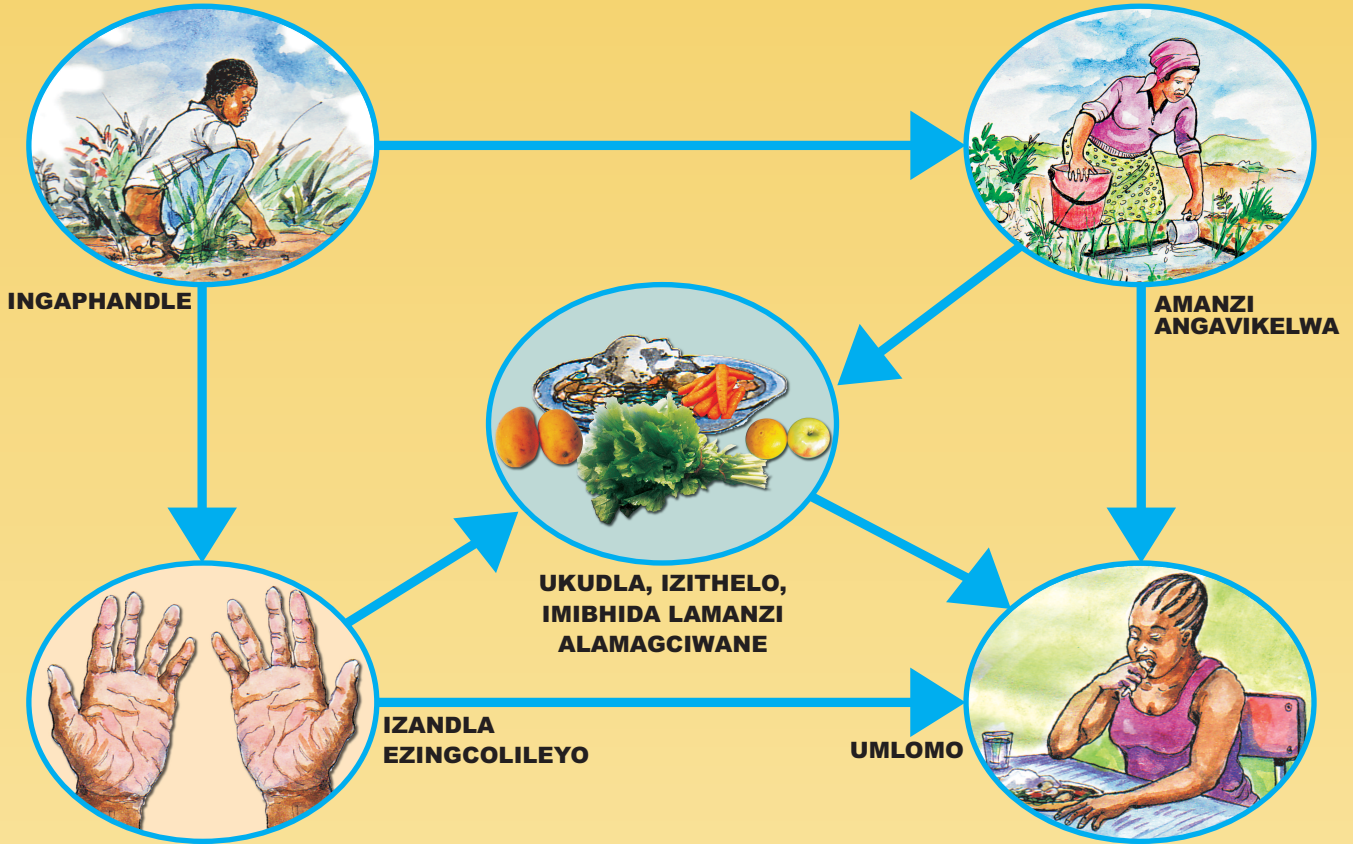 INGAPHANDLE
AMANZI
ANGAVIKELWA
UKUDLA, IZITHELO,
IMIBHIDA LAMANZI
ALAMAGCIWANE
IZANDLA
EZINGCOLILEYO
UMLOMO